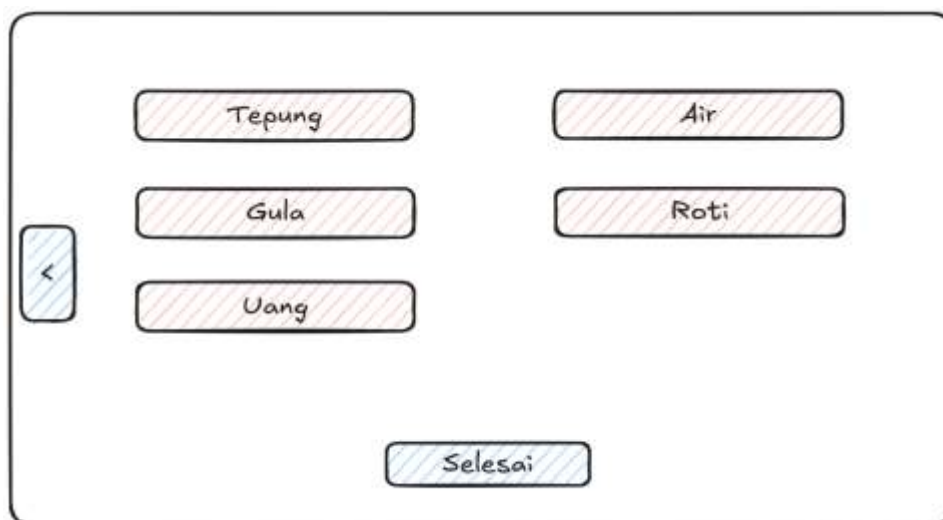 Tepung
Air
Gula
Roti
<
Uang
Selesai